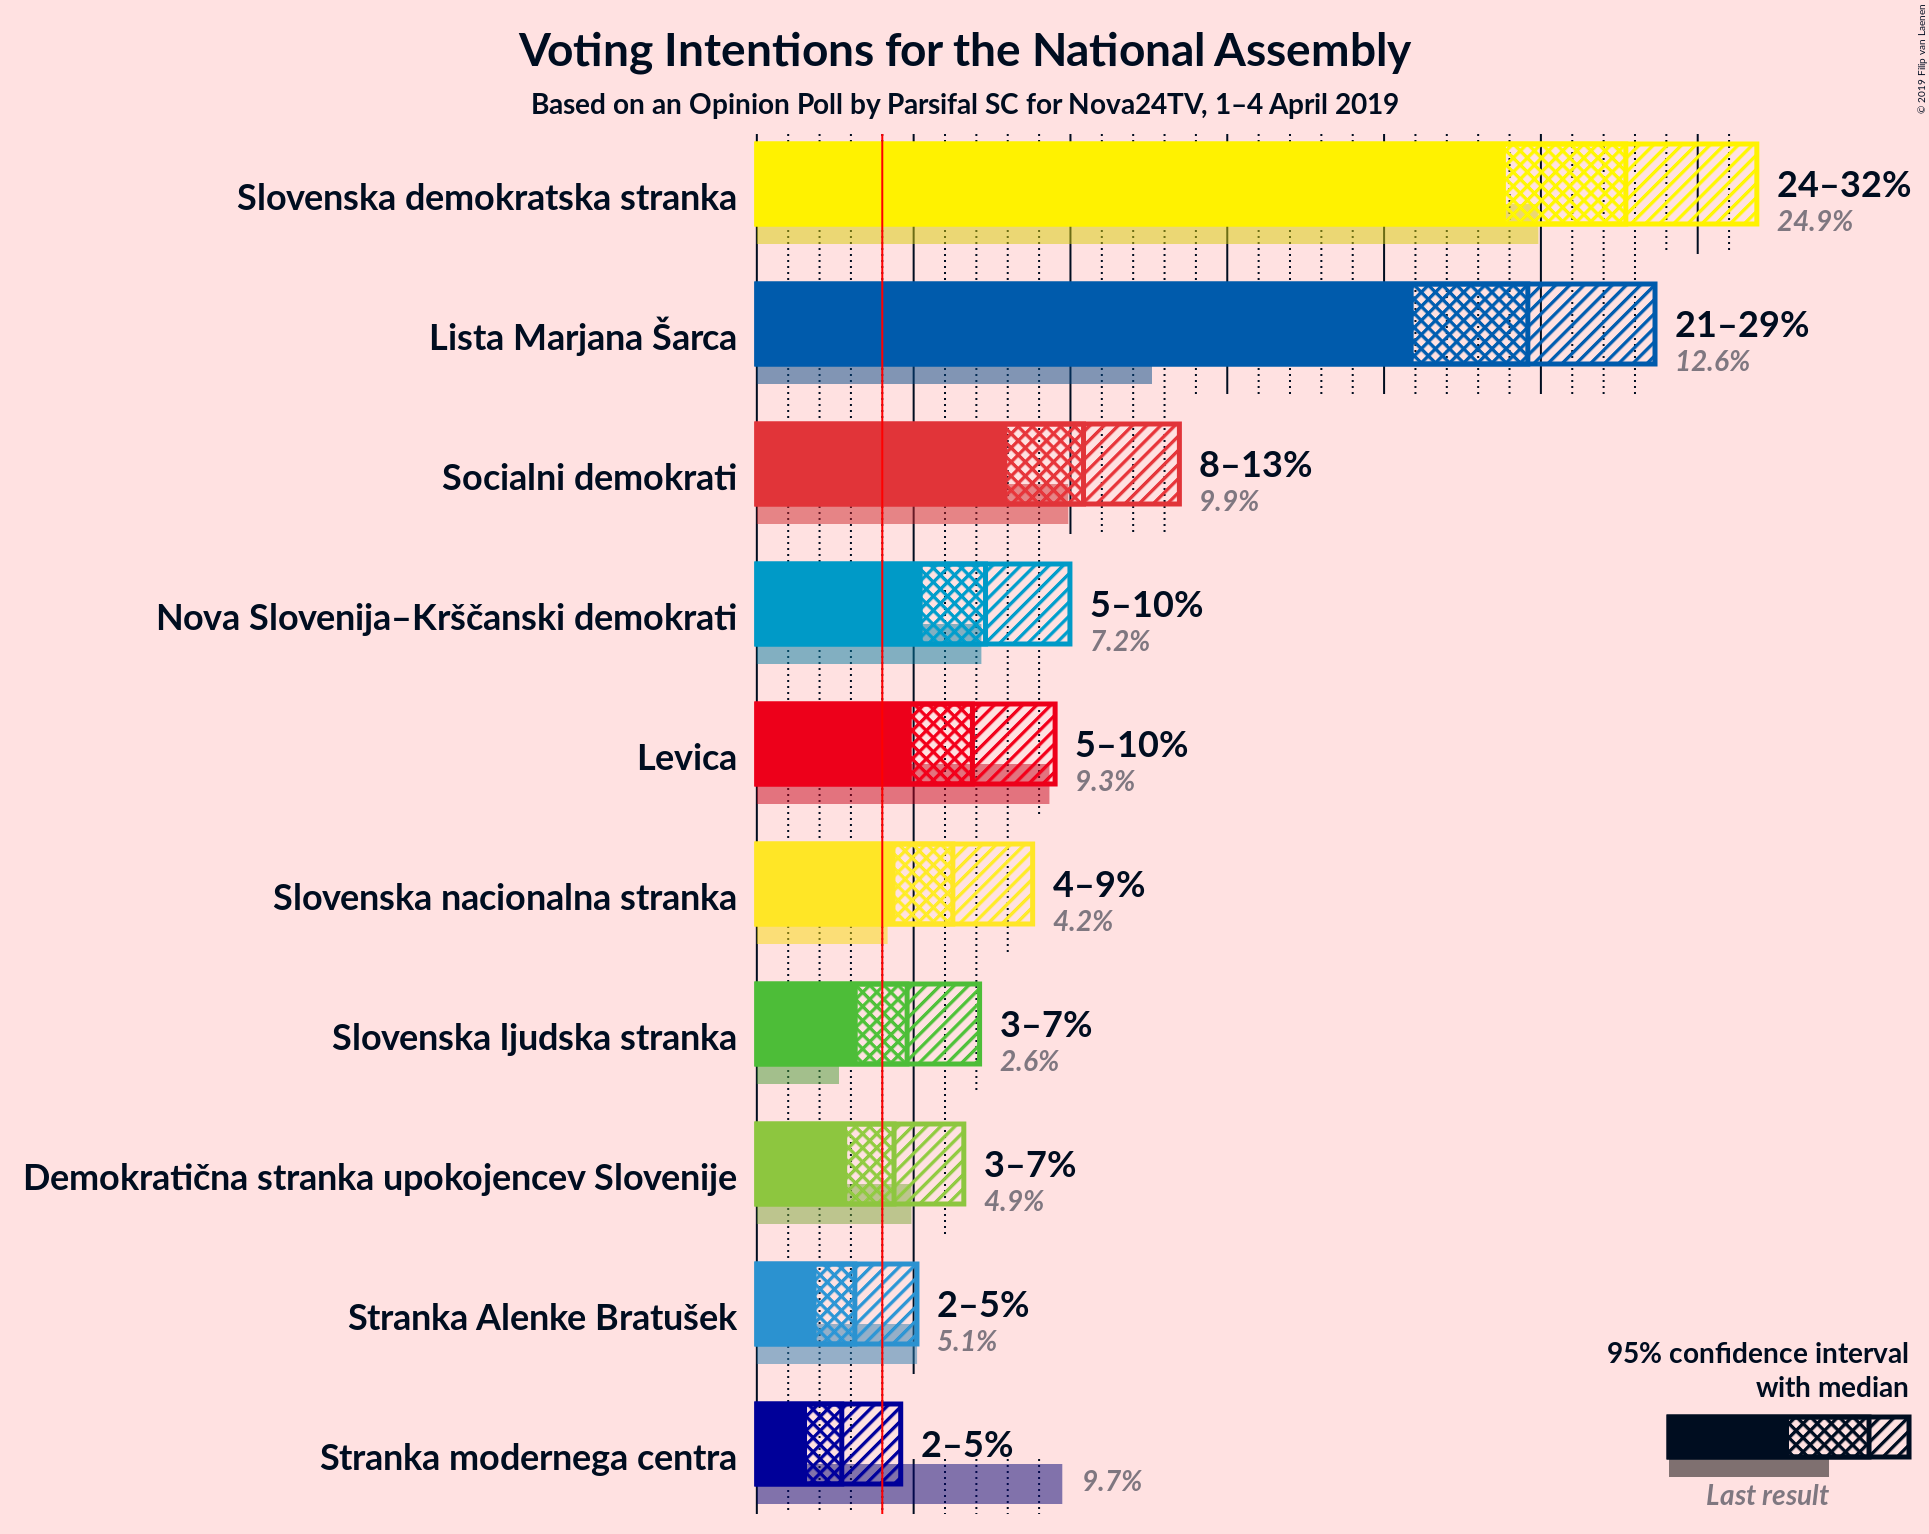 Voting Intentions for the National Assembly
Based on an Opinion Poll by Parsifal SC for Nova24TV, 1–4 April 2019
© 2019 Filip van Laenen
Slovenska demokratska stranka
24–32%
24.9%
Lista Marjana Šarca
21–29%
12.6%
Socialni demokrati
8–13%
9.9%
Nova Slovenija–Krščanski demokrati
5–10%
7.2%
Levica
5–10%
9.3%
Slovenska nacionalna stranka
4–9%
4.2%
Slovenska ljudska stranka
3–7%
2.6%
Demokratična stranka upokojencev Slovenije
3–7%
4.9%
Stranka Alenke Bratušek
2–5%
5.1%
Stranka modernega centra
2–5%
9.7%
95% confidence interval
with median
Last result